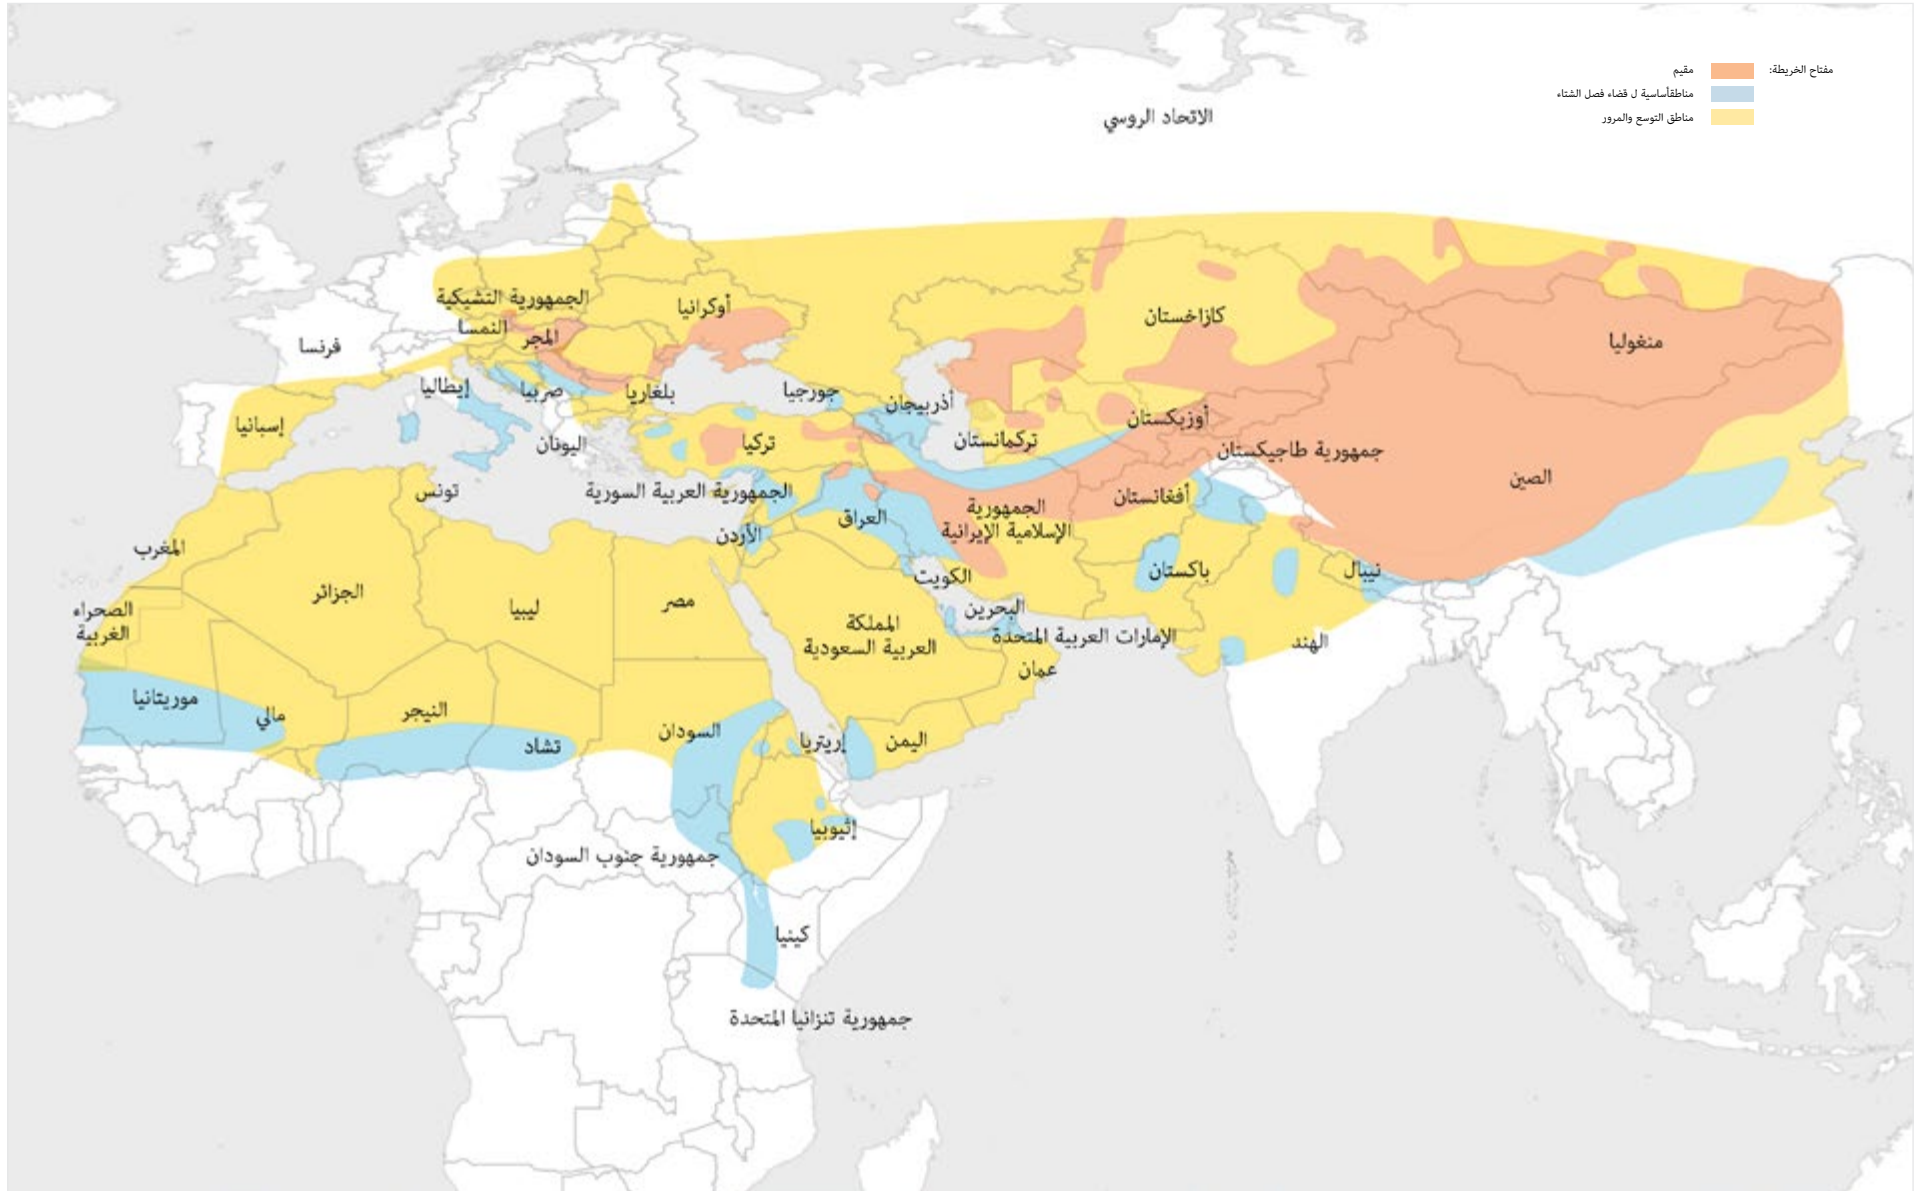 مفتاح الخريطة:
مقيم
مناطقأساسية ل قضاء فصل الشتاء
مناطق التوسع والمرور
الاتحاد الروسي
الجمهورية التشيكية
أوكرانيا
كازاخستان
النمسا
المجر
فرنسا
منغوليا
إيطاليا
صربيا
بلغاريا
جورجيا
أذربيجان
أوزبكستان
إسبانيا
اليونان
تركيا
تركمانستان
جمهورية طاجيكستان
الصين
تونس
الجمهورية العربية السورية
أفغانستان
الجمهورية
الإسلامية الإيرانية
العراق
الأردن
المغرب
باكستان
نيبال
الكويت
الجزائر
ليبيا
مصر
البحرين
الصحراء
الغربية
المملكة
العربية السعودية
الإمارات العربية المتحدة
الهند
عمان
موريتانيا
مالي
النيجر
تشاد
السودان
إريتريا
اليمن
إثيوبيا
جمهورية جنوب السودان
كينيا
جمهورية تنزانيا المتحدة